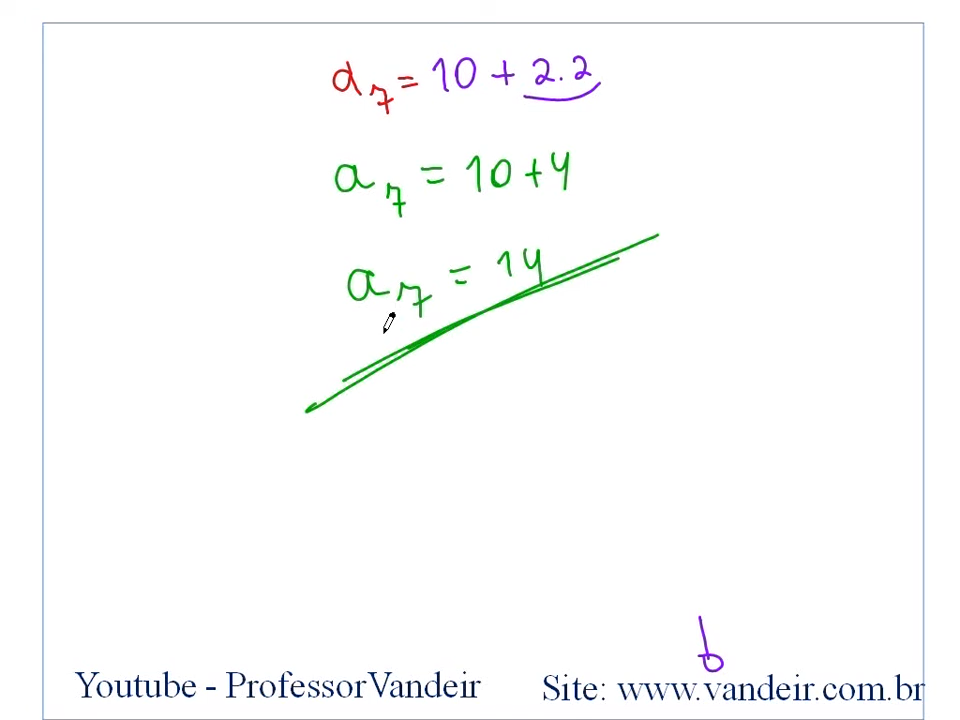 a₇ = 10 + 2.2
a₇ = 10 + 4
a₇ = 14
Youtube - ProfessorVandeir
Site: www.vandeir.com.br